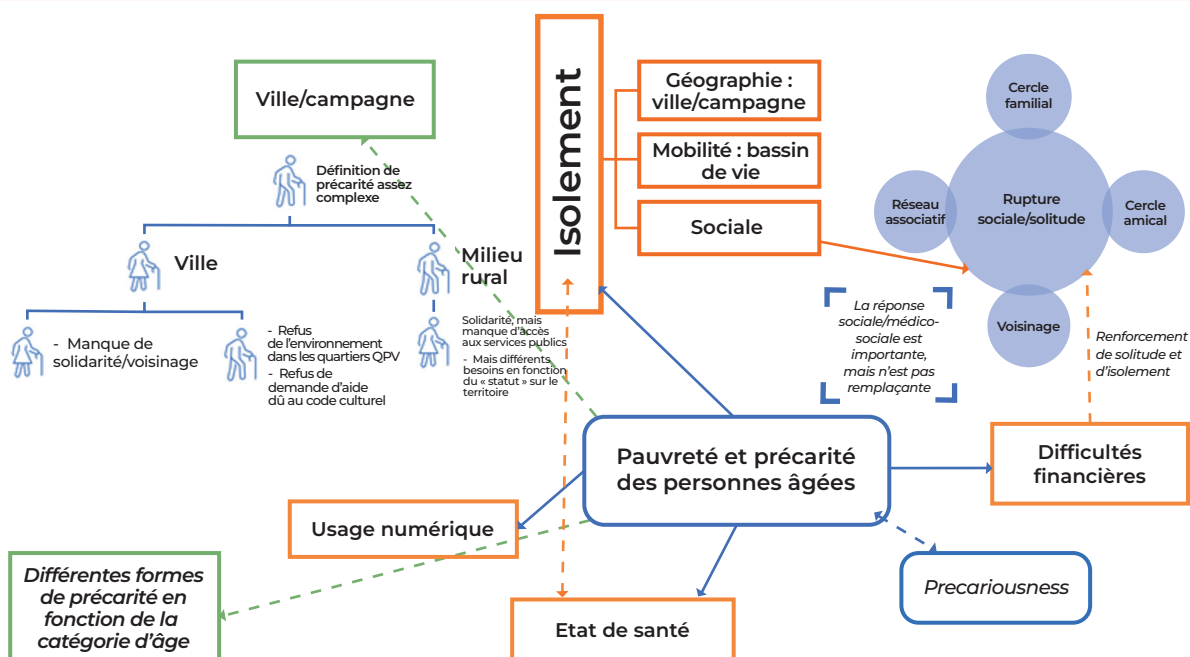 Ville/campagne
Définition de
précarité assez
complexe
Ville
Milieu
rural
- Manque de
solidarité/voisinage
- Refus
de l'environnement
dans les quartiers QPV
- Refus de
demande d'aide
dû au code culturel
Solidarité, mais
manque d'accès
aux services publics
- Mais différents
besoins en fonction
du « statut » sur le
territoire
Isolement
Géographie :
ville/campagne
Mobilité : bassin
de vie
Sociale
Cercle
familial
Réseau
associatif
Rupture
sociale/solitude
Cercle
amical
Voisinage
La réponse
sociale/médico-
sociale est
importante,
mais n'est pas
remplaçante
Renforcement
de solitude et
d'isolement
Pauvreté et précarité
des personnes âgées
Difficultés
financières
Usage numérique
Différentes formes
de précarité en
fonction de la
catégorie d'âge
Etat de santé
Precariousness